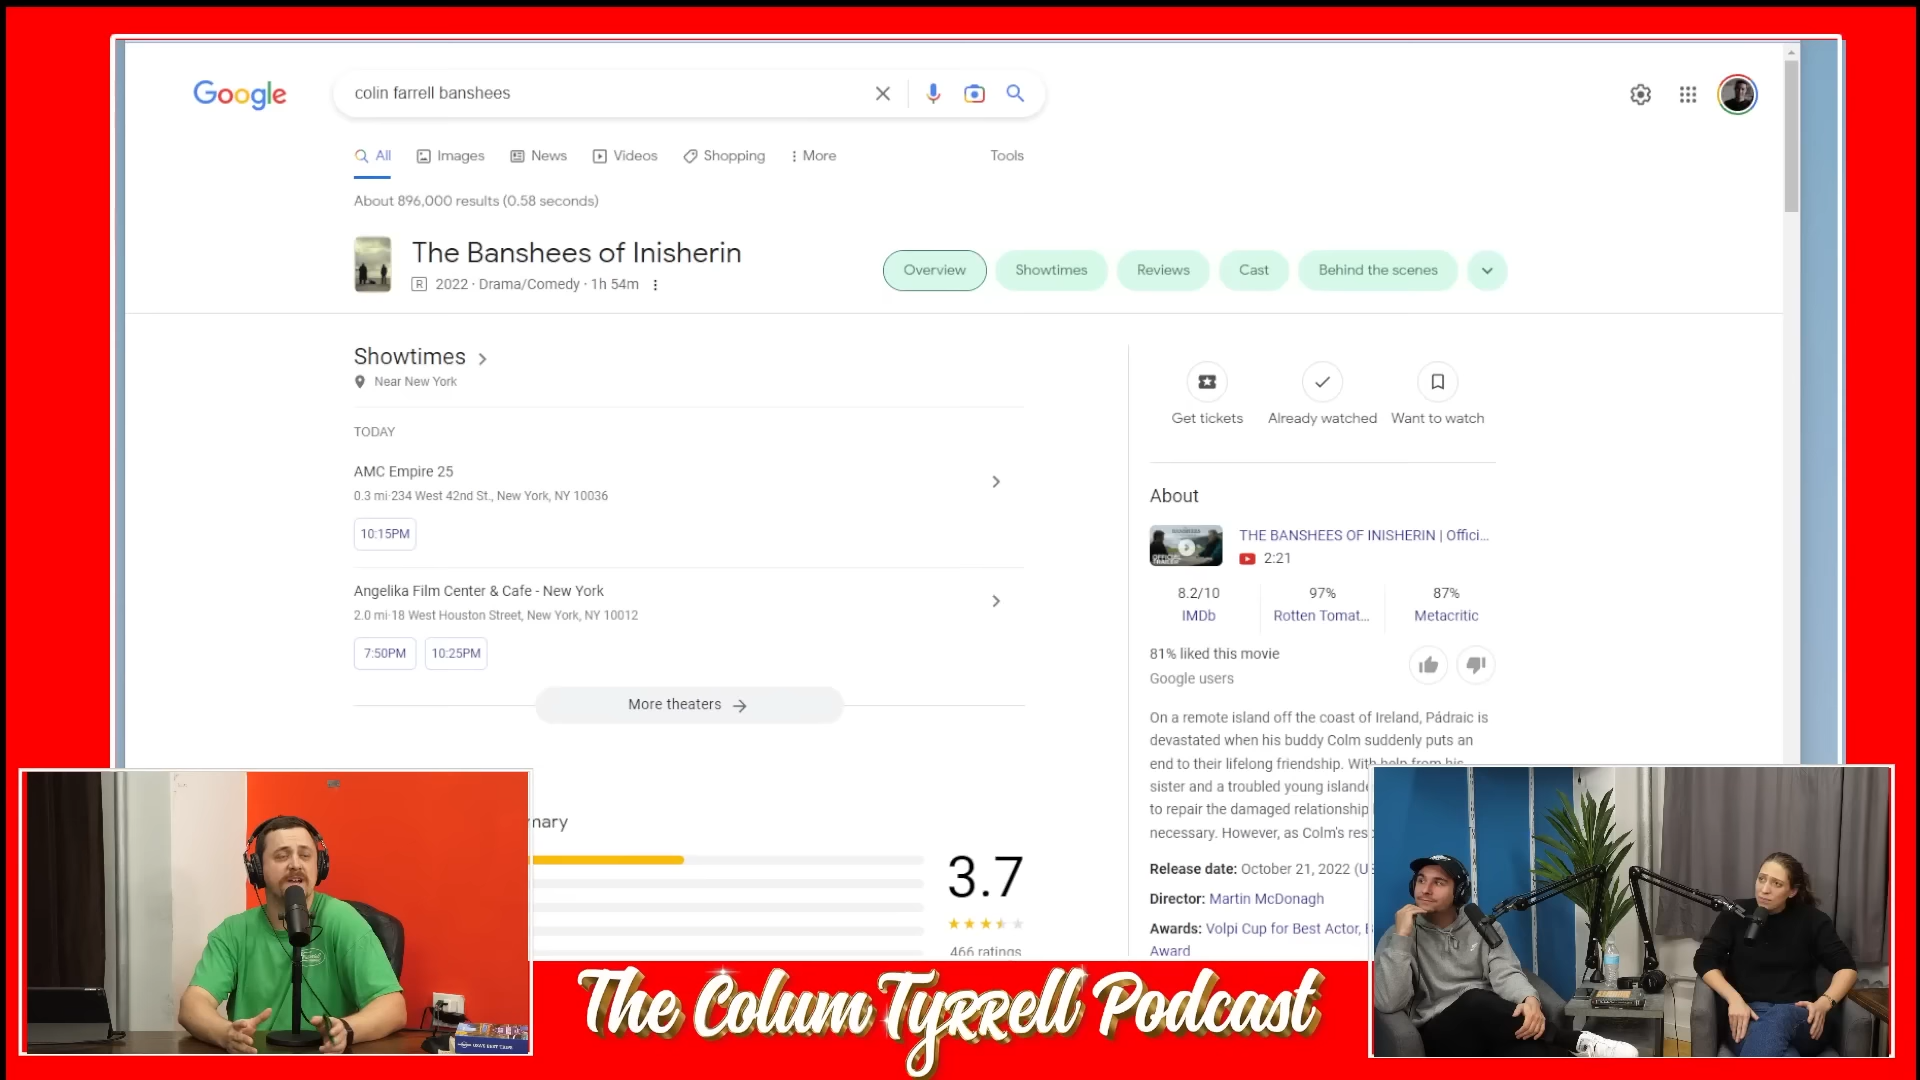 Google
colin farrell banshees
All
Images
News
Videos
Shopping
More
Tools
About 896,000 results (0.58 seconds)
The Banshees of Inisherin
R 2022 · Drama/Comedy · 1h 54m
Overview
Showtimes
Reviews
Cast
Behind the scenes
Showtimes
Near New York
TODAY
AMC Empire 25
0.3 mi·234 West 42nd St., New York, NY 10036
10:15PM
Angelika Film Center & Cafe - New York
2.0 mi·18 West Houston Street, New York, NY 10012
7:50PM
10:25PM
More theaters
mary
3.7
466 ratings
Get tickets
Already watched
Want to watch
About
THE BANSHEES OF INISHERIN | Offici...
2:21
8.2/10
IMDb
97%
Rotten Tomat...
87%
Metacritic
81% liked this movie
Google users
On a remote island off the coast of Ireland, Pádraic is
devastated when his buddy Colm suddenly puts an
end to their lifelong friendship. With help from his
sister and a troubled young islande
to repair the damaged relationship
necessary. However, as Colm's res
Release date: October 21, 2022 (U
Director: Martin McDonagh
Awards: Volpi Cup for Best Actor,
Award
The Colum Tyrrell Podcast